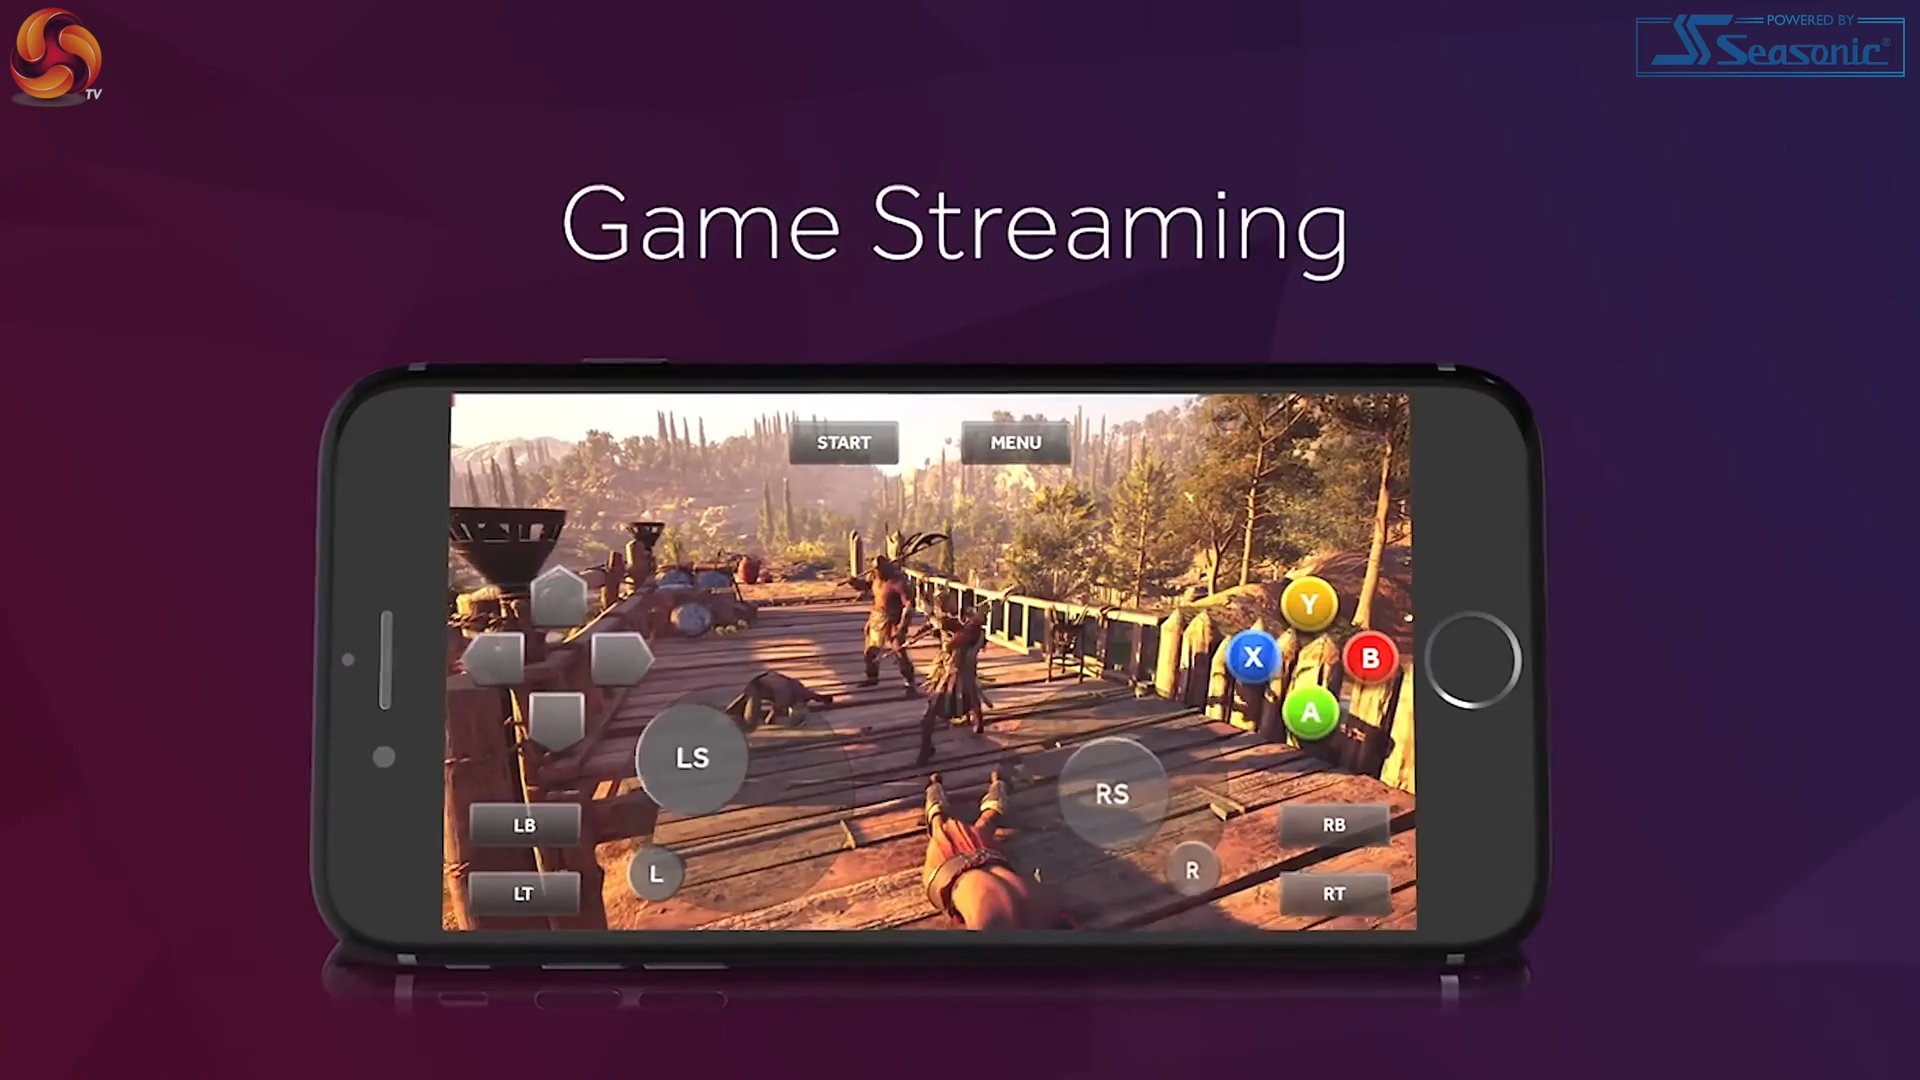 TV
POWERED BY
Seasonic®
Game Streaming
START
MENU
Y
X
B
A
LS
RS
LB
RB
L
R
LT
RT